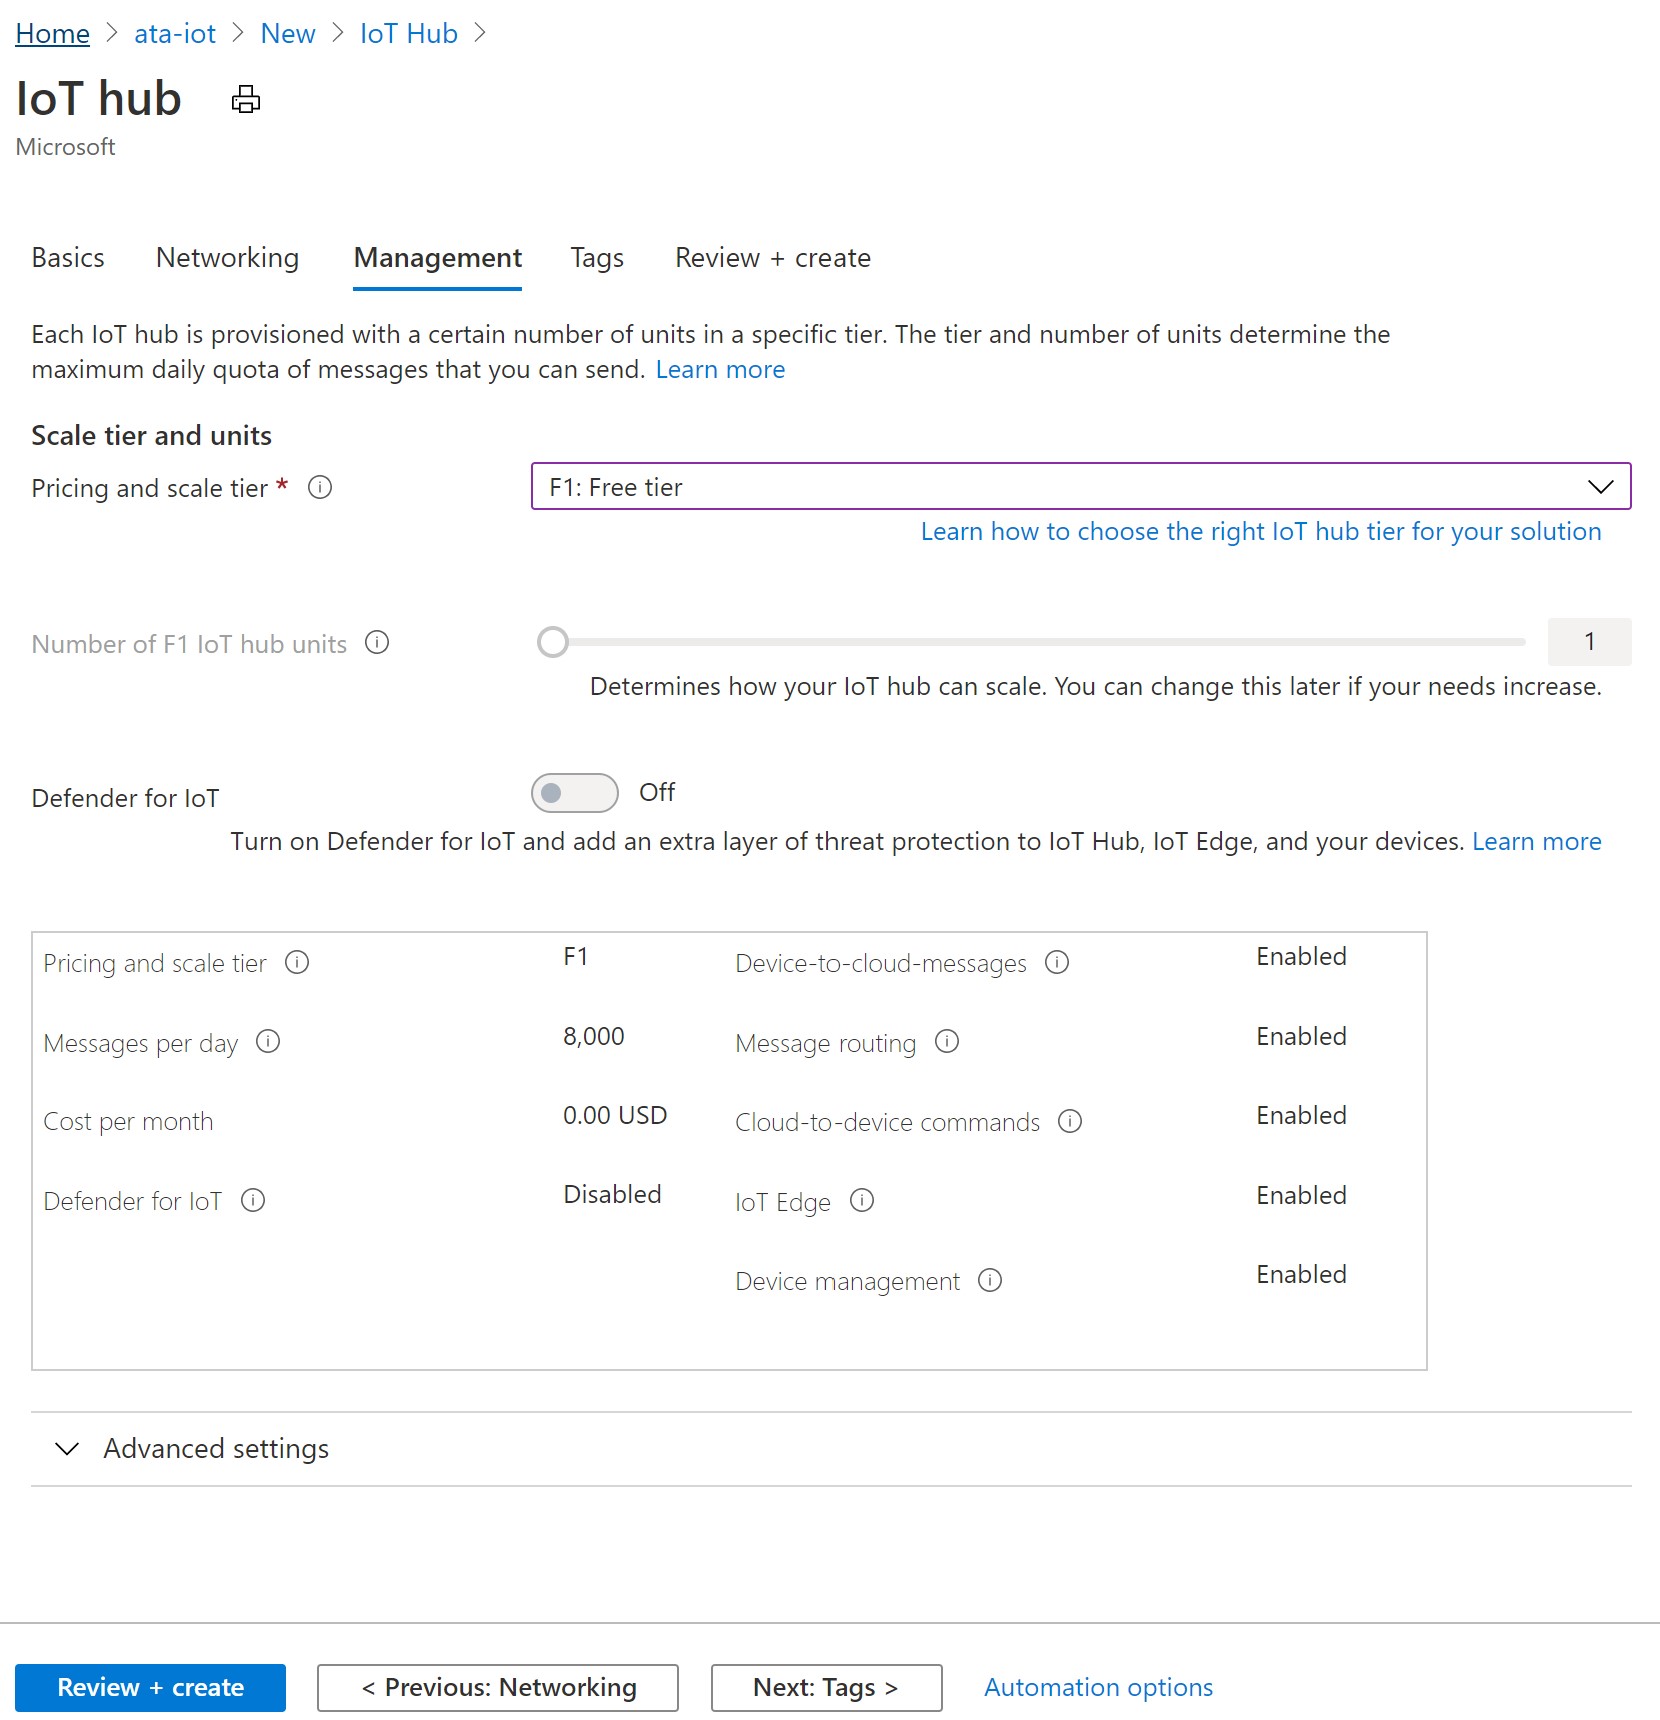 Home > ata-iot > New > IoT Hub >
IoT hub
Microsoft
Basics Networking Management Tags Review + create
Each IoT hub is provisioned with a certain number of units in a specific tier. The tier and number of units determine the
maximum daily quota of messages that you can send. Learn more
Scale tier and units
Pricing and scale tier * F1: Free tier
Learn how to choose the right IoT hub tier for your solution
Number of F1 IoT hub units 1
Determines how your IoT hub can scale. You can change this later if your needs increase.
Defender for IoT Off
Turn on Defender for IoT and add an extra layer of threat protection to IoT Hub, IoT Edge, and your devices. Learn more
Pricing and scale tier F1 Device-to-cloud-messages Enabled
Messages per day 8,000 Message routing Enabled
Cost per month 0.00 USD Cloud-to-device commands Enabled
Defender for IoT Disabled IoT Edge Enabled
Device management Enabled
Advanced settings
Review + create < Previous: Networking Next: Tags > Automation options